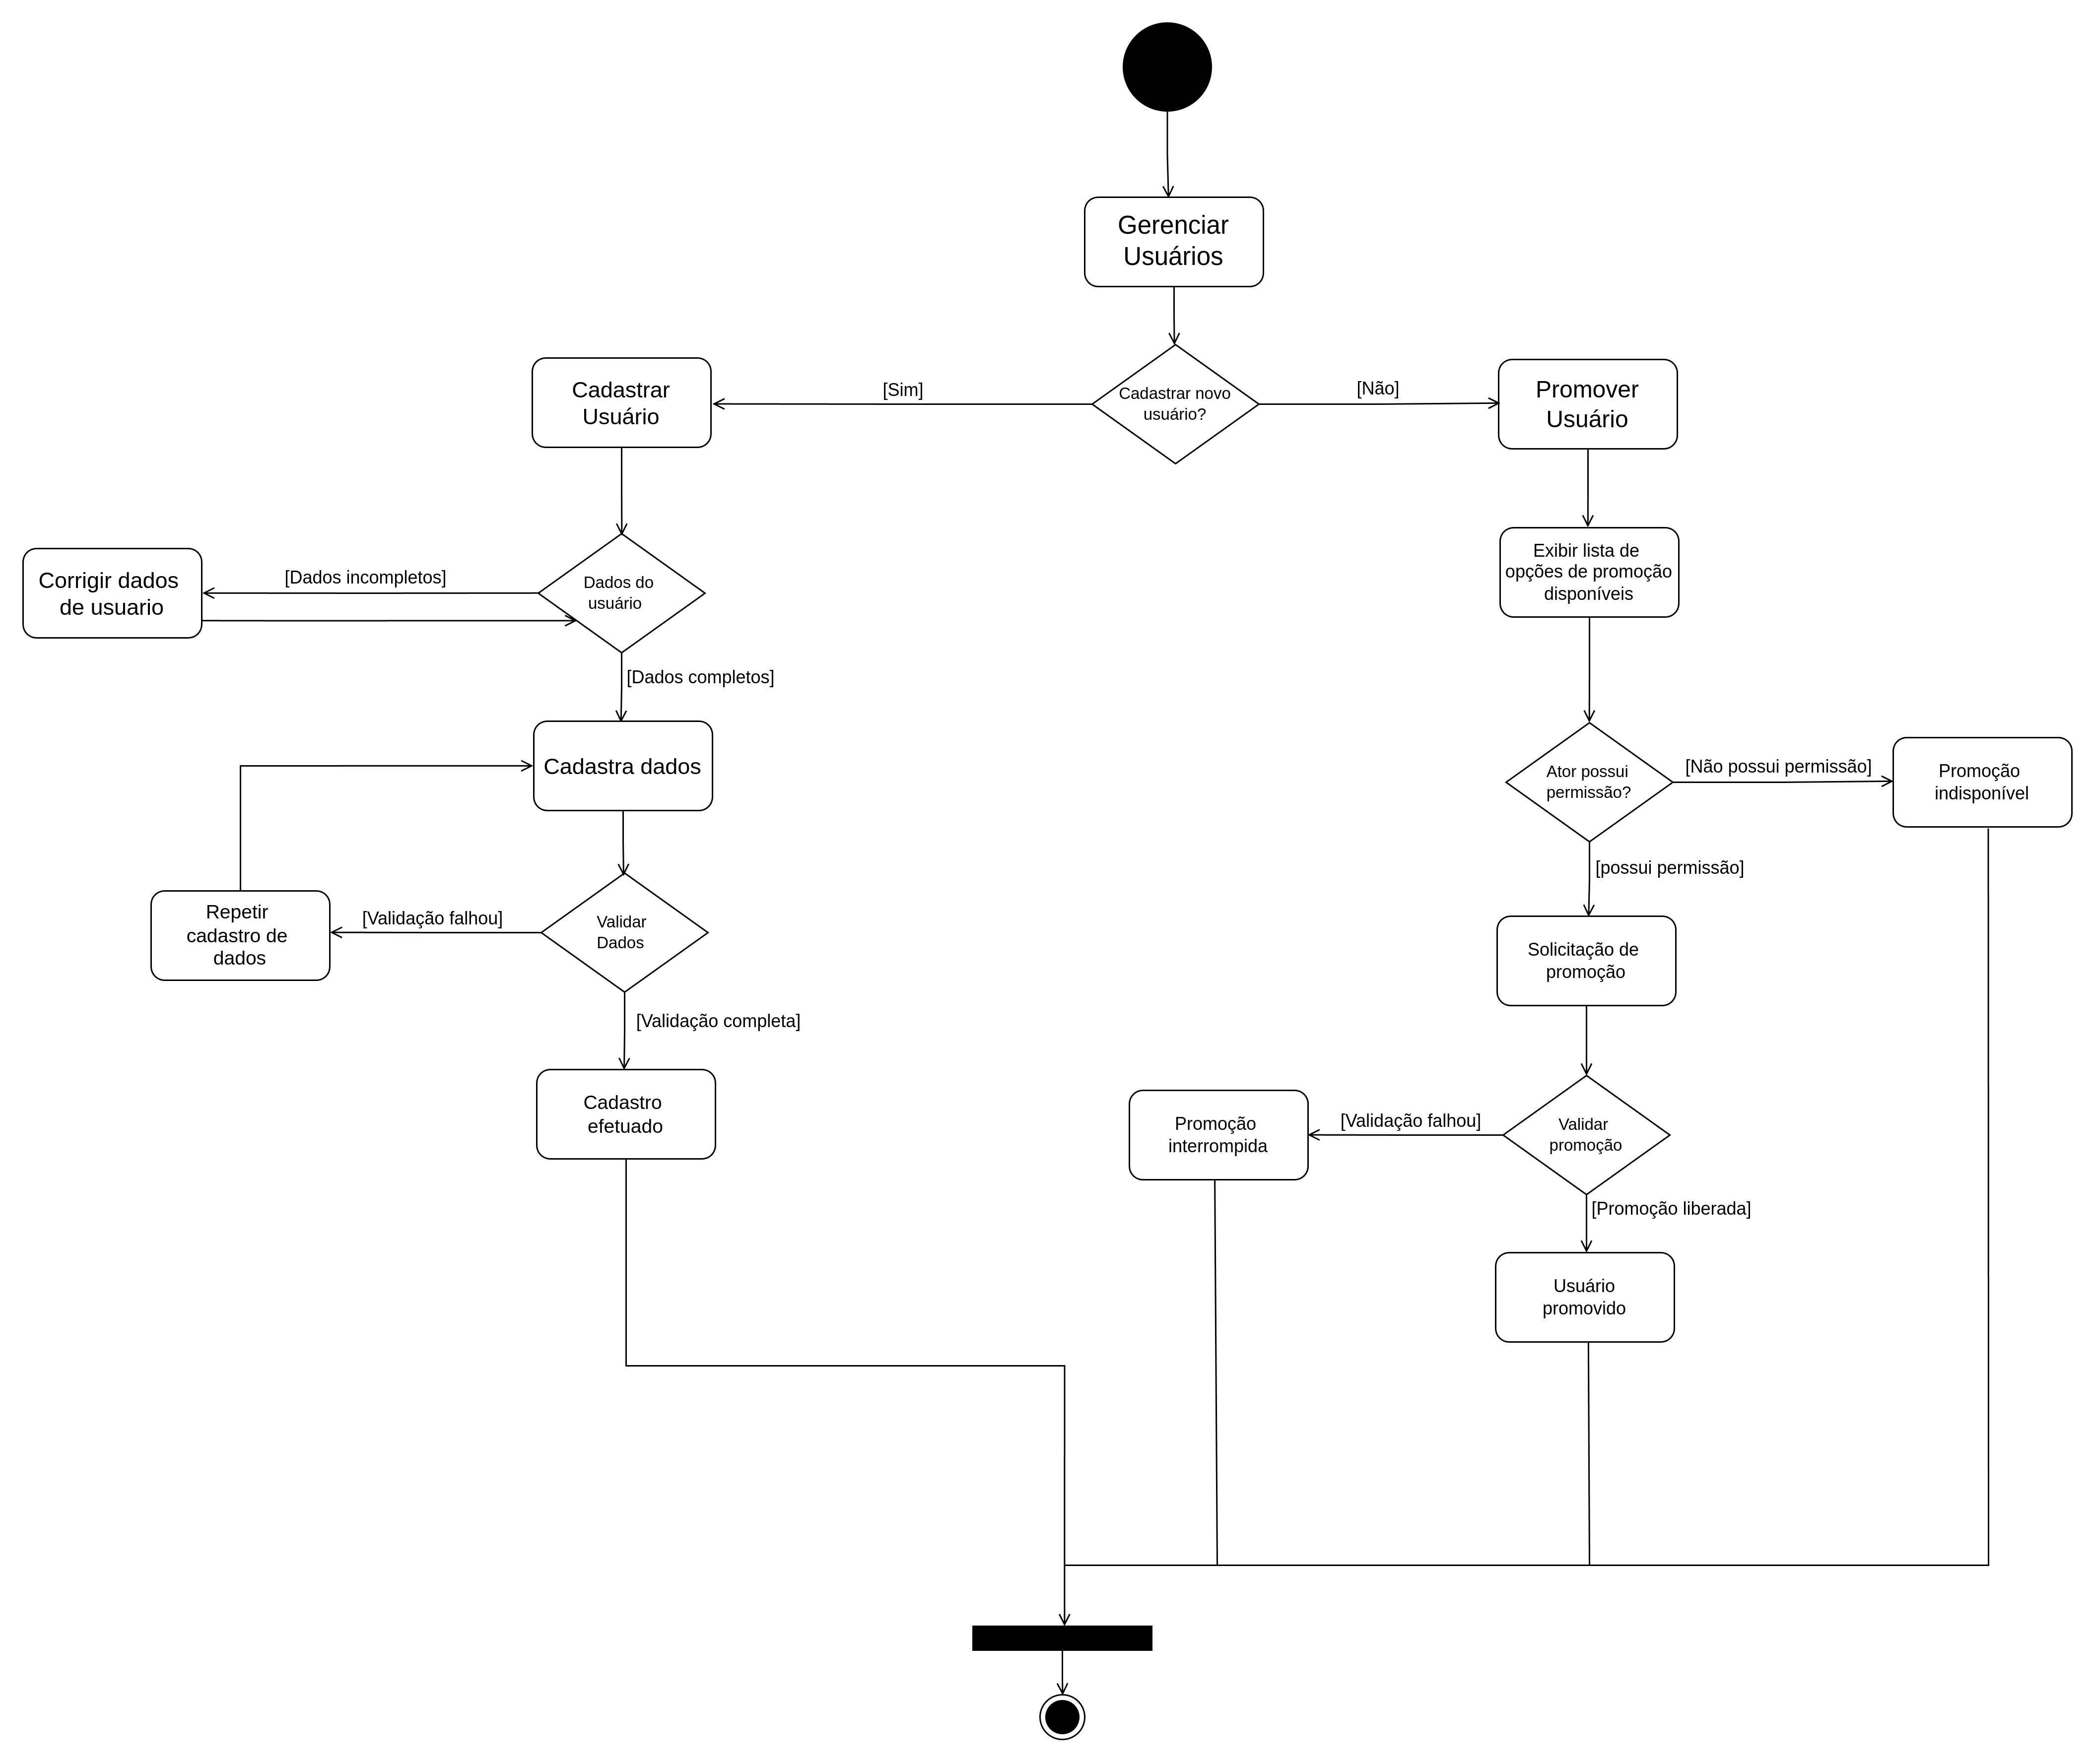 Gerenciar
Usuários
Cadastrar novo
usuário?
[Sim]
[Não]
Cadastrar
Usuário
Promover
Usuário
Exibir lista de
opções de promoção
disponíveis
Corrigir dados
de usuario
[Dados incompletos]
Dados do
usuário
[Dados completos]
Cadastra dados
Ator possui
permissão?
[Não possui permissão]
Promoção
indisponível
[possui permissão]
Repetir
cadastro de
dados
[Validação falhou]
Validar
Dados
Solicitação de
promoção
[Validação completa]
Cadastro
efetuado
Promoção
interrompida
[Validação falhou]
Validar
promoção
[Promoção liberada]
Usuário
promovido